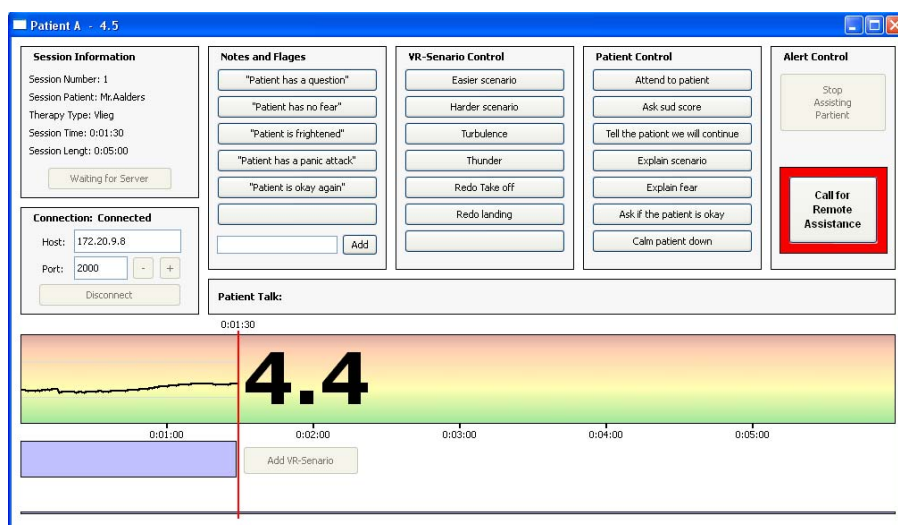 Patient A - 4.5
Session Information
Session Number: 1
Session Patient: Mr.Aalders
Therapy Type: Vlieg
Session Time: 0:01:30
Session Lengt: 0:05:00
Waiting for Server
Connection: Connected
Host: 172.20.9.8
Port: 2000 - +
Disconnect
Notes and Flages
"Patient has a question"
"Patient has no fear"
"Patient is frightened"
"Patient has a panic attack"
"Patient is okay again"
Add
VR-Senario Control
Easier scenario
Harder scenario
Turbulence
Thunder
Redo Take off
Redo landing
Patient Control
Attend to patient
Ask sud score
Tell the pationt we will continue
Explain scenario
Explain fear
Ask if the patient is okay
Calm patient down
Alert Control
Stop
Assisting
Partient
Call for
Remote
Assistance
Patient Talk:
0:01:30
4.4
0:01:00 0:02:00 0:03:00 0:04:00 0:05:00
Add VR-Senario